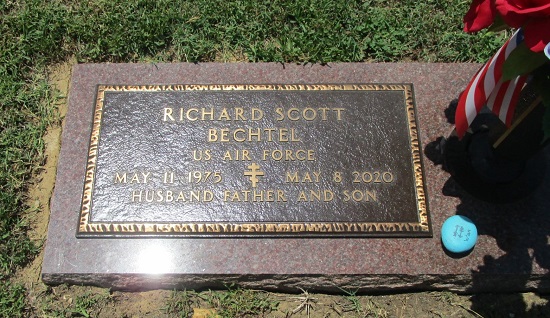 RICHARD SCOTT
BECHTEL
US AIR FORCE
MAY 11, 1975 MAY 8 2020
HUSBAND FATHER AND SON